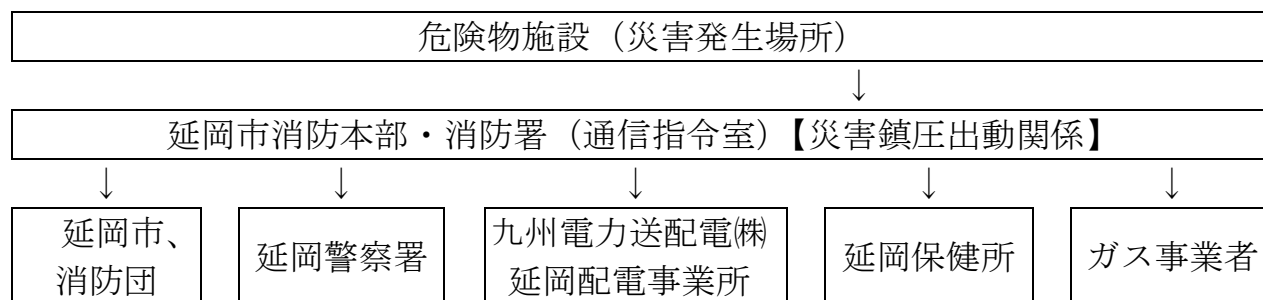 危険物施設（災害発生場所）
↓
延岡市消防本部・消防署（通信指令室）【災害鎮圧出動関係】
↓ ↓ ↓ ↓ ↓
延岡市、
消防団
延岡警察署
九州電力送配電㈱
延岡配電事業所
延岡保健所
ガス事業者